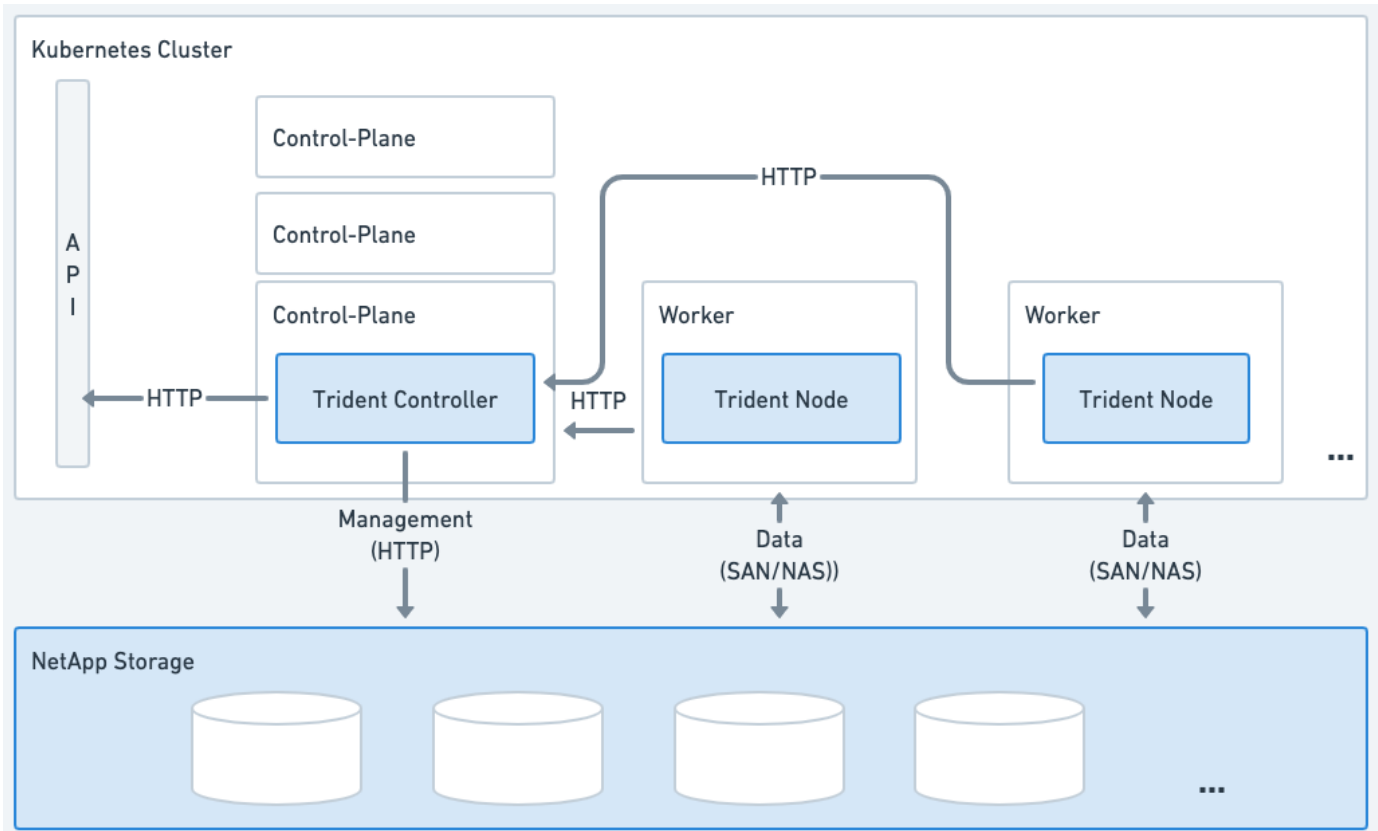 Kubernetes Cluster
A
P
I
Control-Plane
Control-Plane
Control-Plane
Trident Controller
HTTP
HTTP
HTTP
Worker
Trident Node
Worker
Trident Node
...
Management
(HTTP)
Data
(SAN/NAS))
Data
(SAN/NAS)
NetApp Storage
...